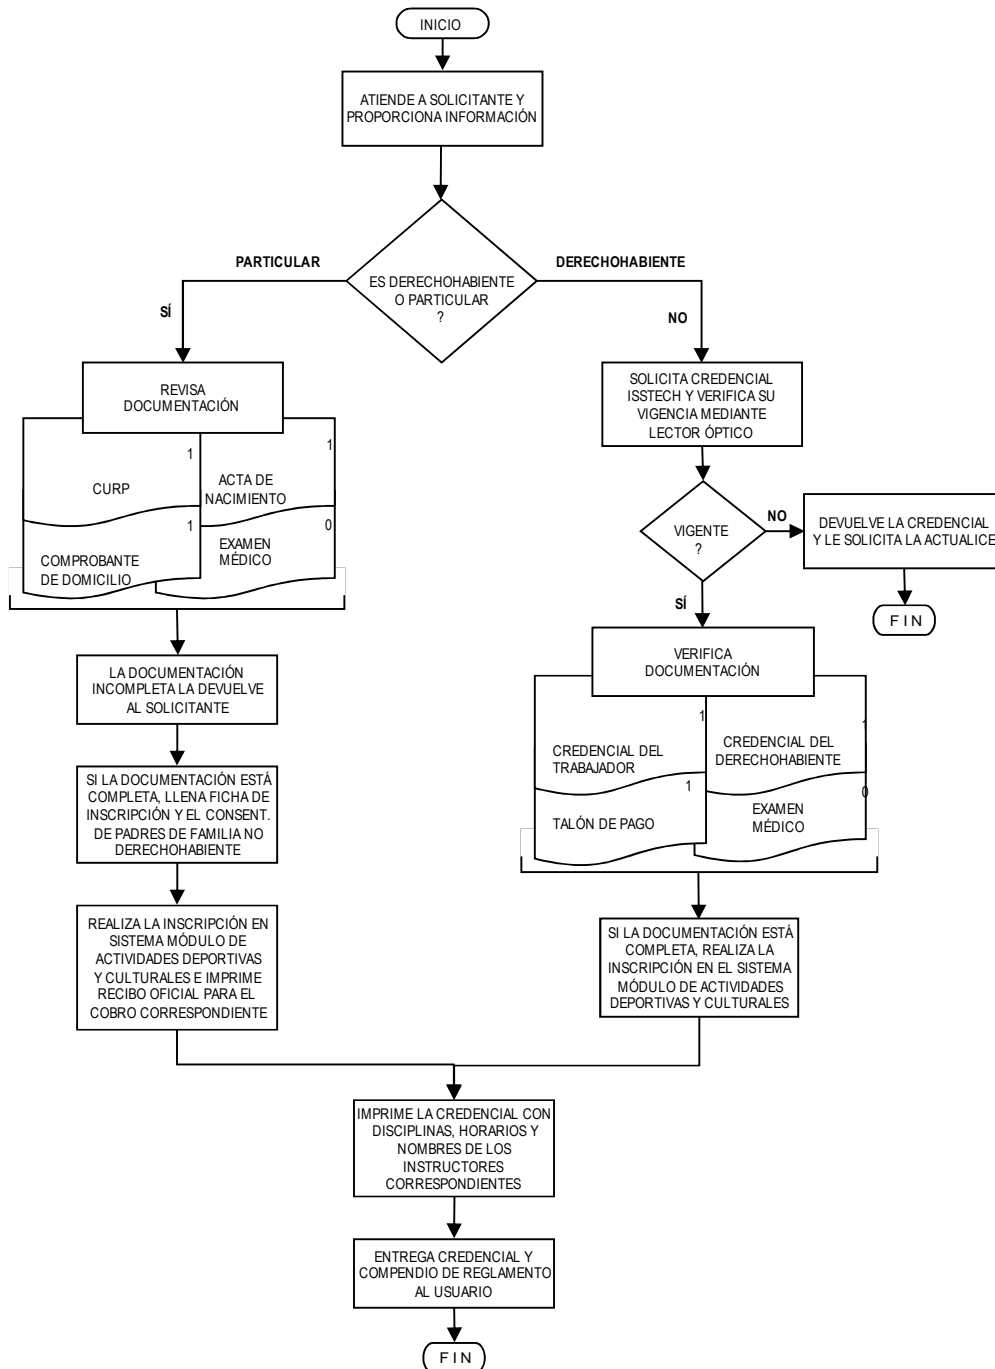 INICIO
ATIENDE A SOLICITANTE Y
PROPORCIONA INFORMACIÓN
PARTICULAR
DERECHOHABIENTE
ES DERECHOHABIENTE
O PARTICULAR
?
SÍ
NO
REVISA
DOCUMENTACIÓN
1
CURP
1
ACTA DE
NACIMIENTO
1
COMPROBANTE
DE DOMICILIO
0
EXAMEN
MÉDICO
LA DOCUMENTACIÓN
INCOMPLETA LA DEVUELVE
AL SOLICITANTE
SI LA DOCUMENTACIÓN ESTÁ
COMPLETA, LLENA FICHA DE
INSCRIPCIÓN Y EL CONSENT.
DE PADRES DE FAMILIA NO
DERECHOHABIENTE
REALIZA LA INSCRIPCIÓN EN
SISTEMA MÓDULO DE
ACTIVIDADES DEPORTIVAS
Y CULTURALES E IMPRIME
RECIBO OFICIAL PARA EL
COBRO CORRESPONDIENTE
SOLICITA CREDENCIAL
ISSTECH Y VERIFICA SU
VIGENCIA MEDIANTE
LECTOR ÓPTICO
VIGENTE
?
NO
DEVUELVE LA CREDENCIAL
Y LE SOLICITA LA ACTUALICE
FIN
SÍ
VERIFICA
DOCUMENTACIÓN
1
CREDENCIAL DEL
TRABAJADOR
1
CREDENCIAL DEL
DERECHOHABIENTE
1
TALÓN DE PAGO
0
EXAMEN
MÉDICO
SI LA DOCUMENTACIÓN ESTÁ
COMPLETA, REALIZA LA
INSCRIPCIÓN EN EL SISTEMA
MÓDULO DE ACTIVIDADES
DEPORTIVAS Y CULTURALES
IMPRIME LA CREDENCIAL CON
DISCIPLINAS, HORARIOS Y
NOMBRES DE LOS
INSTRUCTORES
CORRESPONDIENTES
ENTREGA CREDENCIAL Y
COMPENDIO DE REGLAMENTO
AL USUARIO
FIN